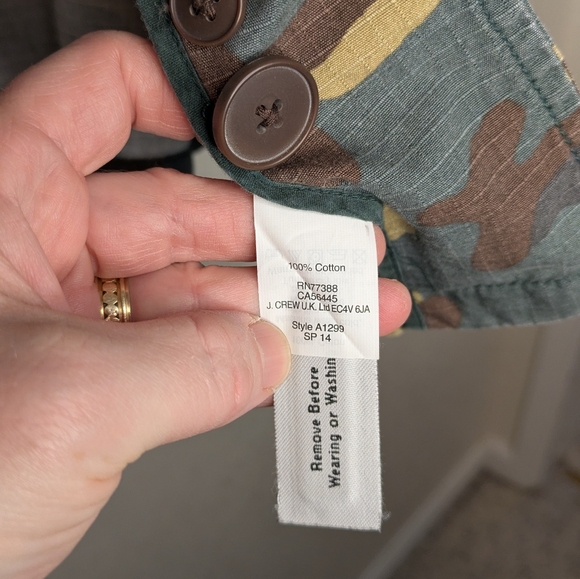 100% Cotton
RN77388
CA56445
J. CREW U.K. Ltd EC4V 6JA
Style A1299
SP 14
Remove Before
Wearing or Washin